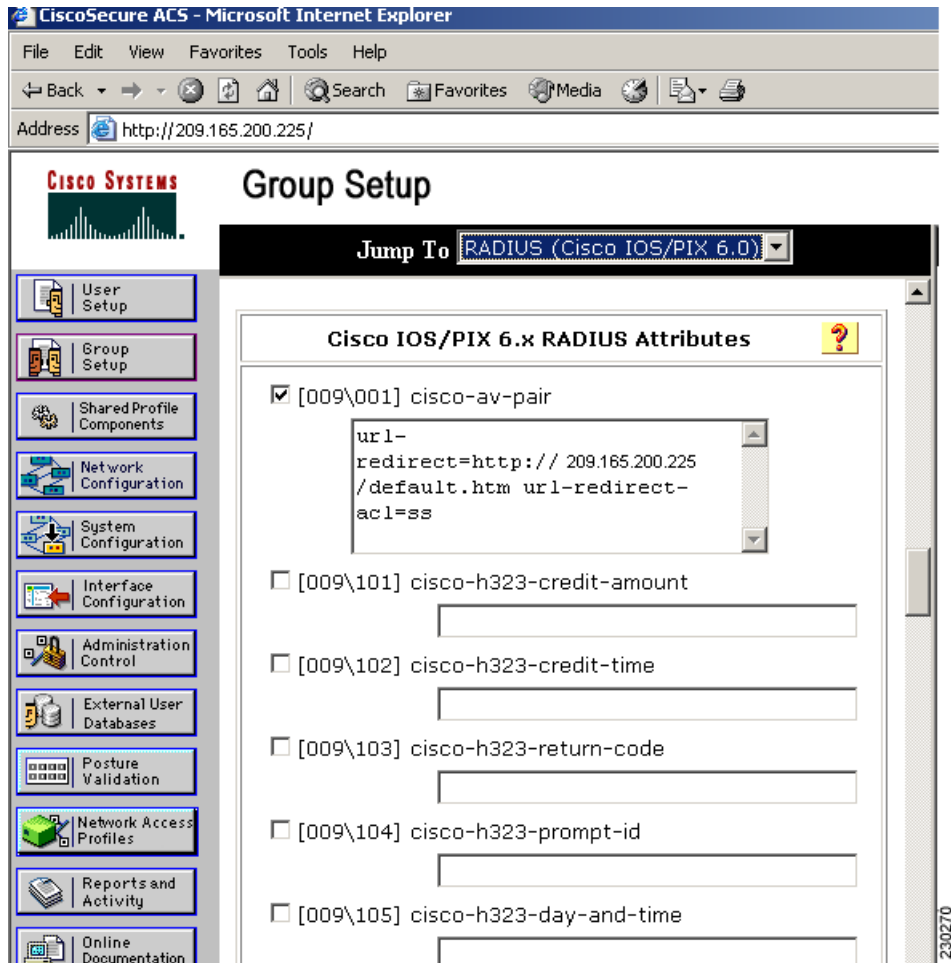 CiscoSecure ACS - Microsoft Internet Explorer
File Edit View Favorites Tools Help
Back Search Favorites Media
Address http://209.165.200.225/
CISCO SYSTEMS
Group Setup
Jump To RADIUS (Cisco IOS/PIX 6.0)
User
Setup
Group
Setup
Shared Profile
Components
Network
Configuration
System
Configuration
Interface
Configuration
Administration
Control
External User
Databases
Posture
Validation
Network Access
Profiles
Reports and
Activity
Online
Documentation
Cisco IOS/PIX 6.x RADIUS Attributes ?
[009\001] cisco-av-pair
url-
redirect=http:// 209.165.200.225
/default.htm url-redirect-
acl=ss
[009\101] cisco-h323-credit-amount
[009\102] cisco-h323-credit-time
[009\103] cisco-h323-return-code
[009\104] cisco-h323-prompt-id
[009\105] cisco-h323-day-and-time
230270